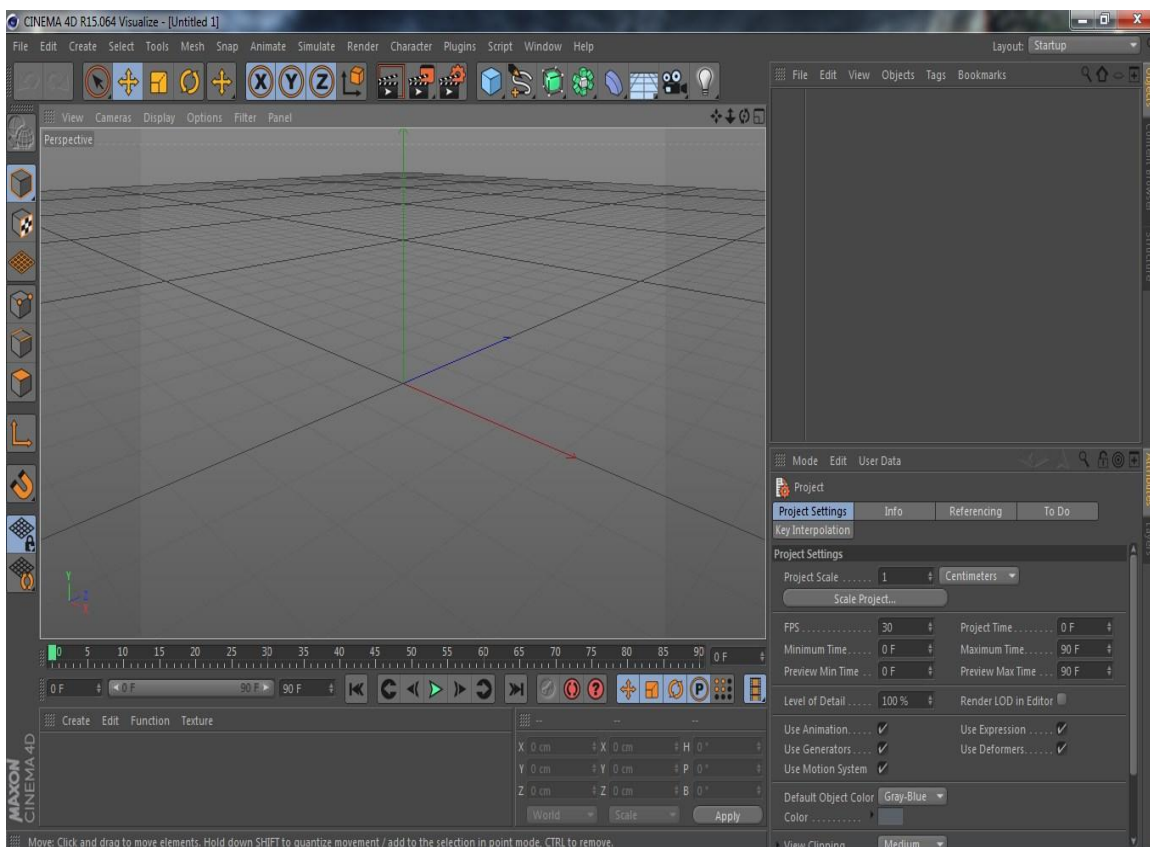 CINEMA 4D R15.064 Visualize - [Untitled 1]
File Edit Create Select Tools Mesh Snap Animate Simulate Render Character Plugins Script Window Help Layout: Startup
File Edit View Objects Tags Bookmarks
View Cameras Display Options Filter Panel
Perspective
Y
Z
X
Objects
Content Browser
Structure
Mode Edit User Data
Project
Project Settings Info Referencing To Do
Key Interpolation
Project Settings
Project Scale ...... 1 Centimeters
Scale Project...
FPS ............. 30 Project Time ....... 0 F
Minimum Time ..... 0 F Maximum Time ..... 90 F
Preview Min Time .. 0 F Preview Max Time ... 90 F
Level of Detail ..... 100 % Render LOD in Editor
Use Animation ..... Use Expression .....
Use Generators .... Use Deformers ......
Use Motion System
Default Object Color Gray-Blue
Color ..........
View Clipping Medium
Attributes
Layers
0 5 10 15 20 25 30 35 40 45 50 55 60 65 70 75 80 85 90 0 F
0 F 0 F 90 F 90 F
Create Edit Function Texture
-- -- --
X 0 cm X 0 cm H 0 °
Y 0 cm Y 0 cm P 0 °
Z 0 cm Z 0 cm B 0 °
World Scale Apply
MAXON
CINEMA 4D
Move: Click and drag to move elements. Hold down SHIFT to quantize movement / add to the selection in point mode, CTRL to remove.